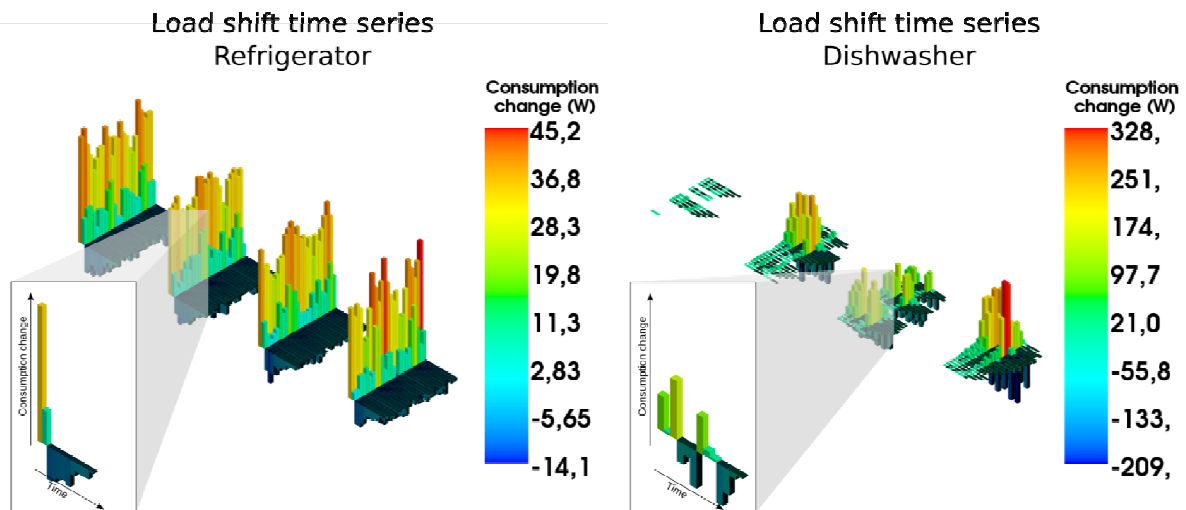 Load shift time series
Refrigerator
Consumption
change (W)
45,2
36,8
28,3
19,8
11,3
2,83
-5,65
-14,1
Consumption change
Time
Load shift time series
Dishwasher
Consumption
change (W)
328,
251,
174,
97,7
21,0
-55,8
-133,
-209,
Consumption change
Time